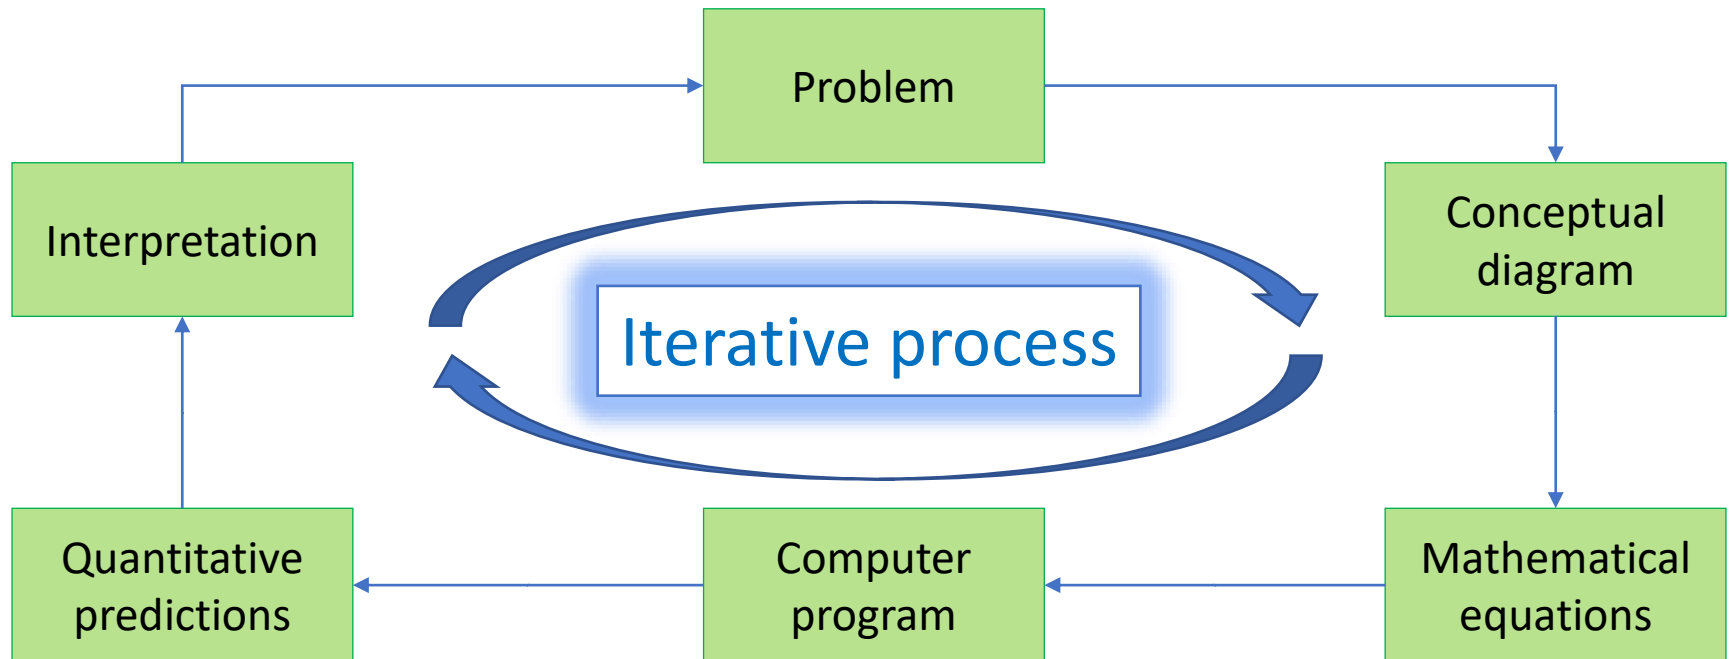 Problem
Conceptual
diagram
Mathematical
equations
Computer
program
Quantitative
predictions
Interpretation
Iterative process